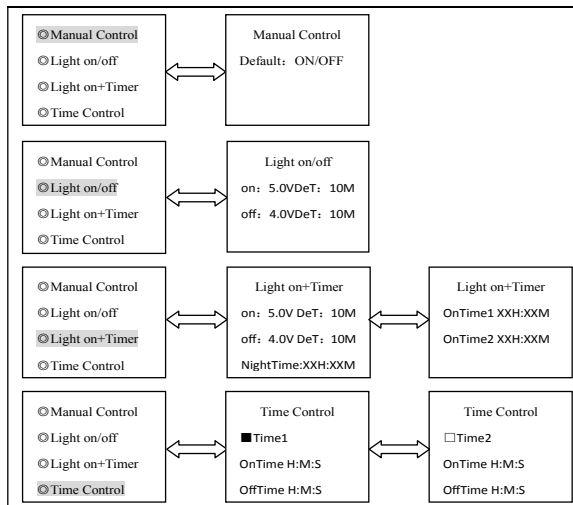 ◎Manual Control
◎Light on/off
◎Light on+Timer
◎Time Control
Manual Control
Default：ON/OFF
◎Manual Control
◎Light on/off
◎Light on+Timer
◎Time Control
Light on/off
on：5.0VDeT：10M
off：4.0VDeT：10M
◎Manual Control
◎Light on/off
◎Light on+Timer
◎Time Control
Light on+Timer
on：5.0V DeT：10M
off：4.0V DeT：10M
NightTime:XXH:XXM
Light on+Timer
OnTime1 XXH:XXM
OnTime2 XXH:XXM
◎Manual Control
◎Light on/off
◎Light on+Timer
◎Time Control
Time Control
■Time1
OnTime H:M:S
OffTime H:M:S
Time Control
□Time2
OnTime H:M:S
OffTime H:M:S